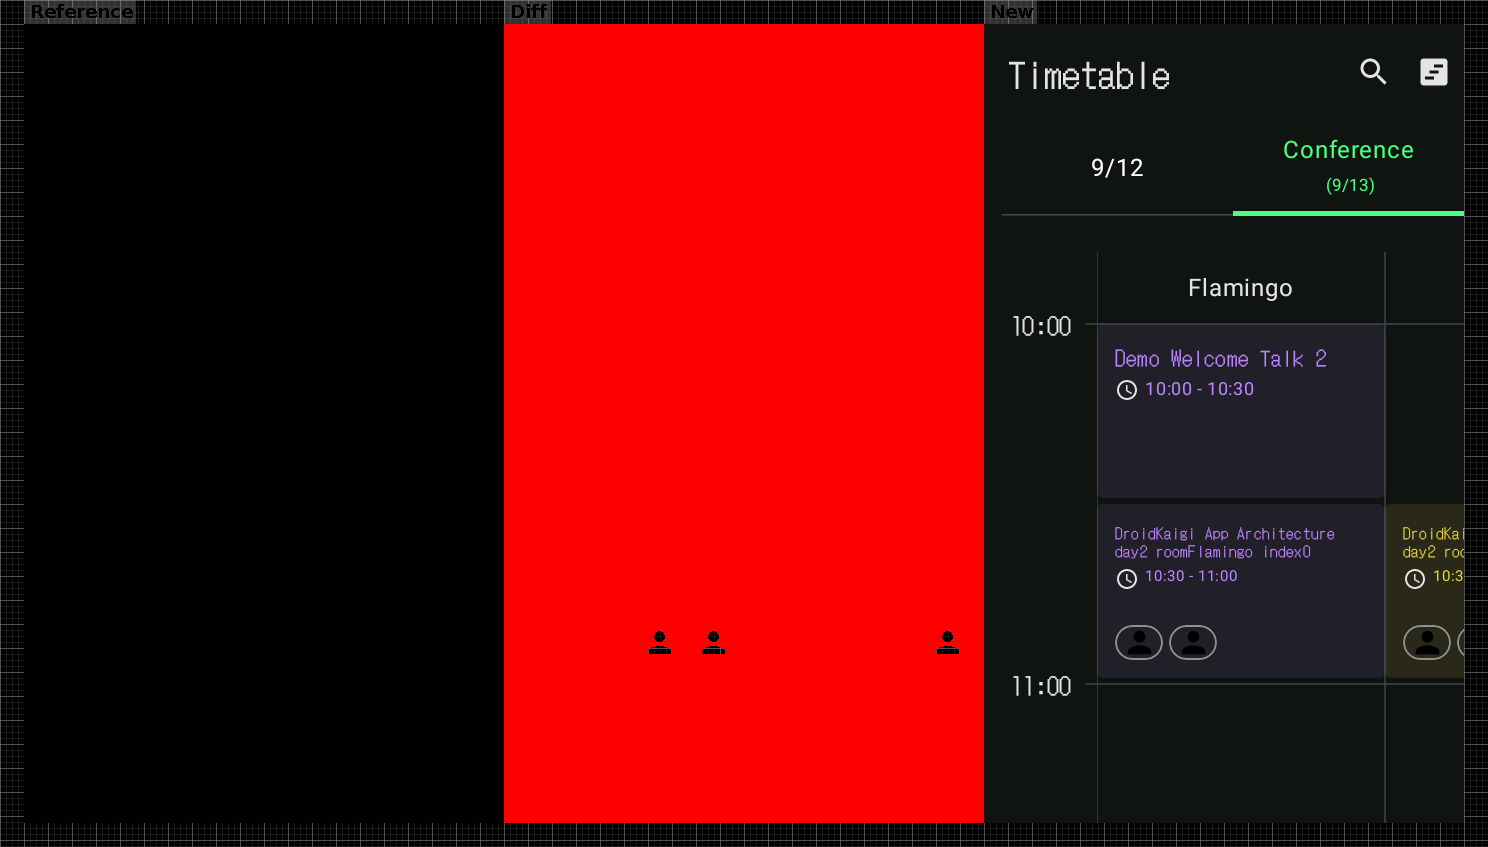 Reference
Diff
New
Timetable
9/12
Conference
(9/13)
Flamingo
10:00
Demo Welcome Talk 2
10:00 - 10:30
DroidKaigi App Architecture
day2 roomFlamingo index0
10:30 - 11:00
DroidKai
day2 roo
10:3
11:00